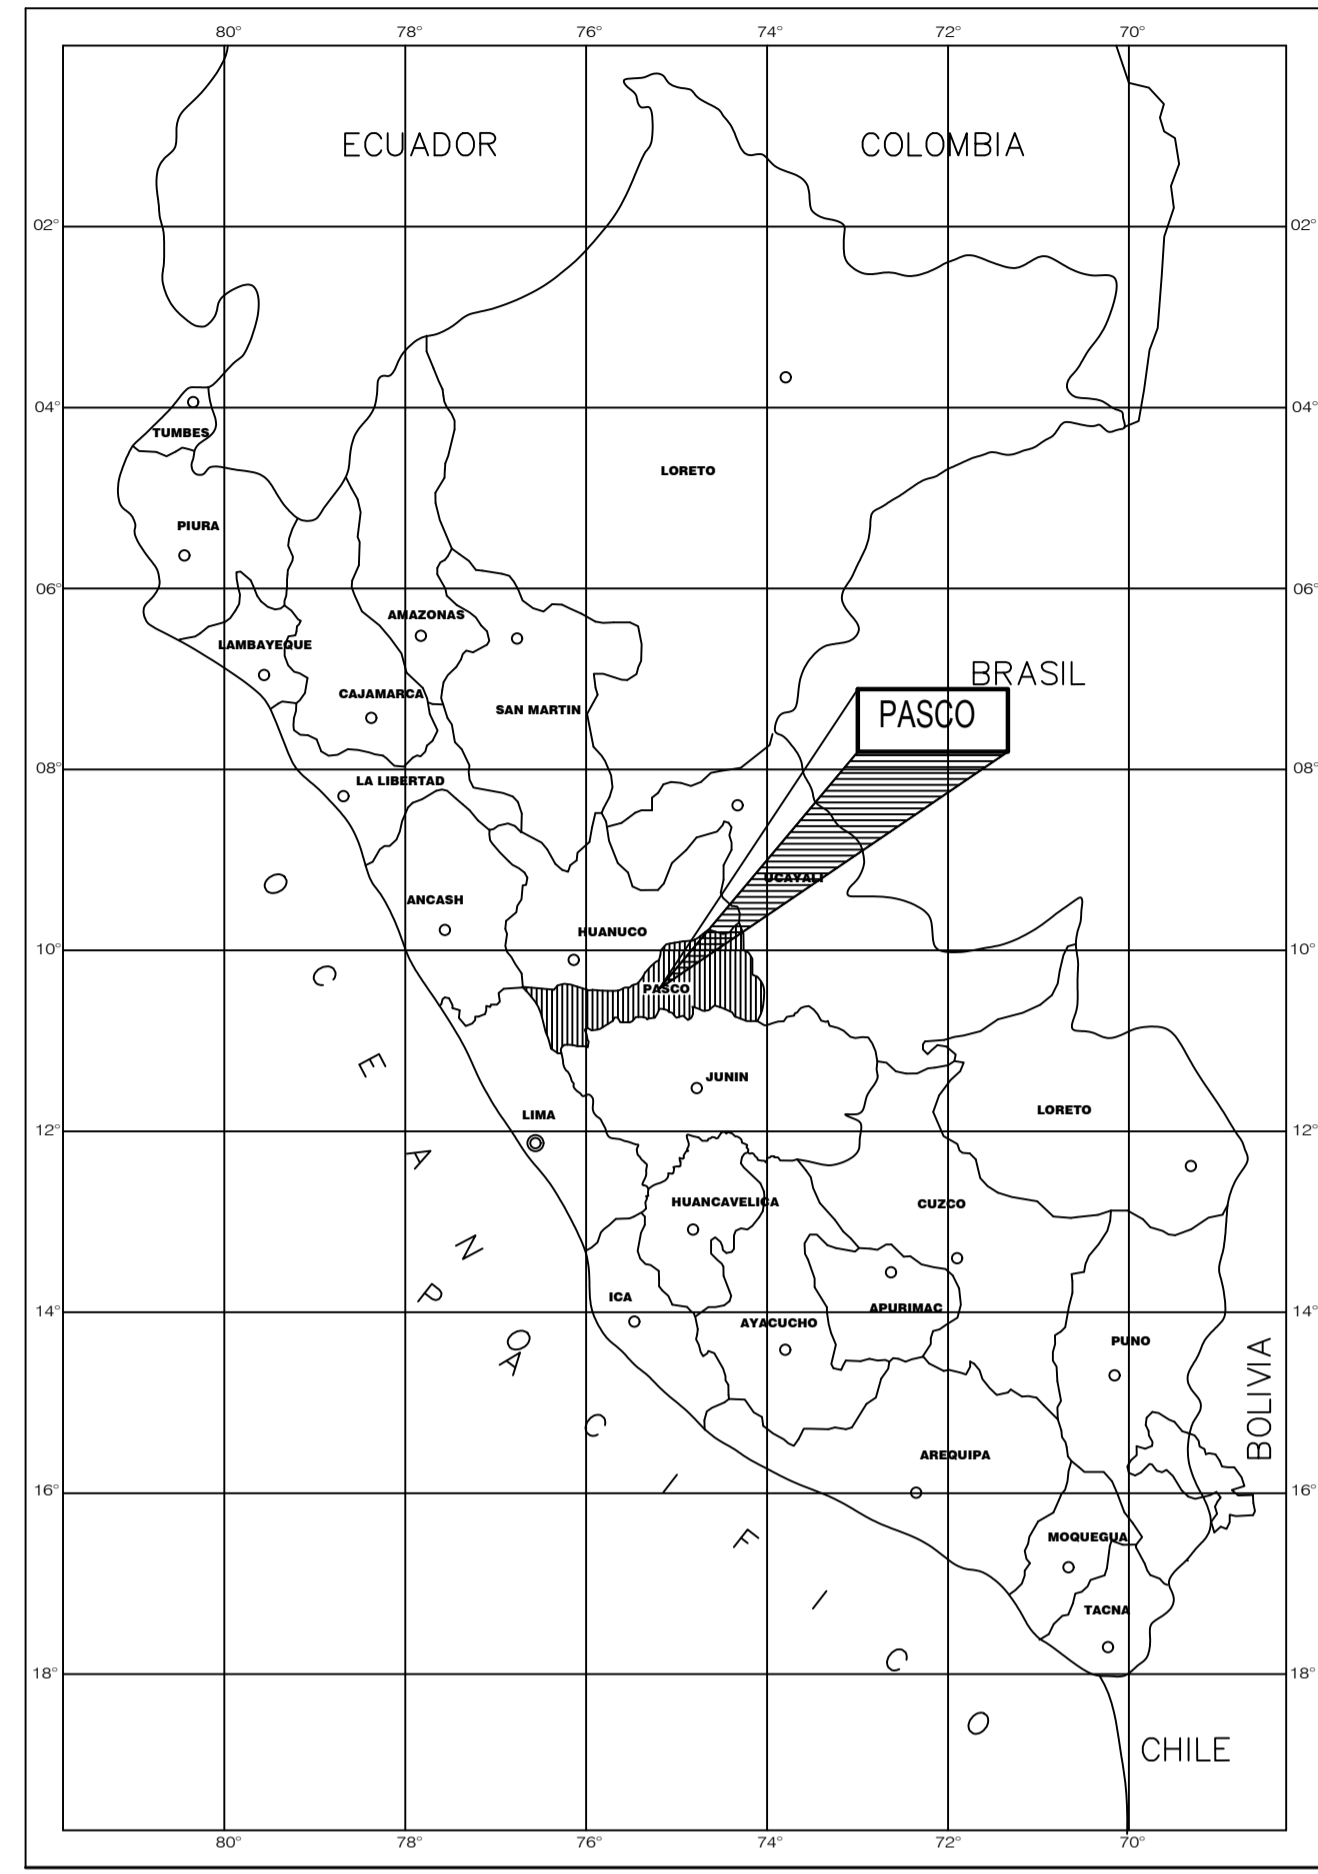 80° 78° 76° 74° 72° 70°
ECUADOR COLOMBIA
02° 02°
04° 04°
TUMBES
LORETO
PIURA
06° 06°
AMAZONAS
LAMBAYEQUE
BRASIL
CAJAMARCA
SAN MARTIN
PASCO
08° 08°
LA LIBERTAD
UCAYALI
ANCASH
HUANUCO
10° 10°
PASCO
JUNIN
LORETO
LIMA
12° 12°
HUANCAVELICA
CUZCO
ICA
APURIMAC
14° 14°
AYACUCHO
PUNO
BOLIVIA
AREQUIPA
16° 16°
MOQUEGUA
TACNA
18° 18°
OCEANO
PACIFICO
CHILE
80° 78° 76° 74° 72° 70°